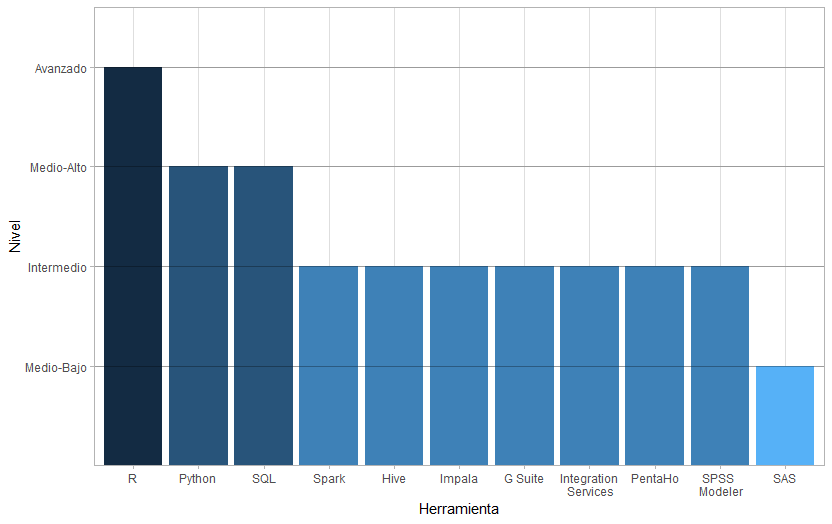 Avanzado
Medio-Alto
Intermedio
Medio-Bajo
Nivel
R
Python
SQL
Spark
Hive
Impala
G Suite
Integration
Services
PentaHo
SPSS
Modeler
SAS
Herramienta